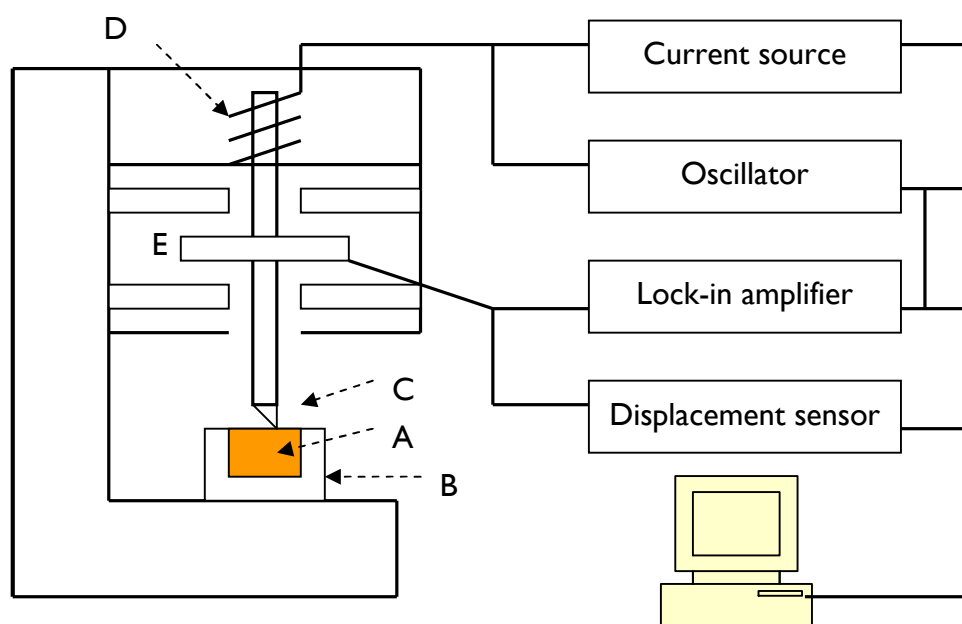 D
Current source
Oscillator
E
Lock-in amplifier
C
Displacement sensor
A
B